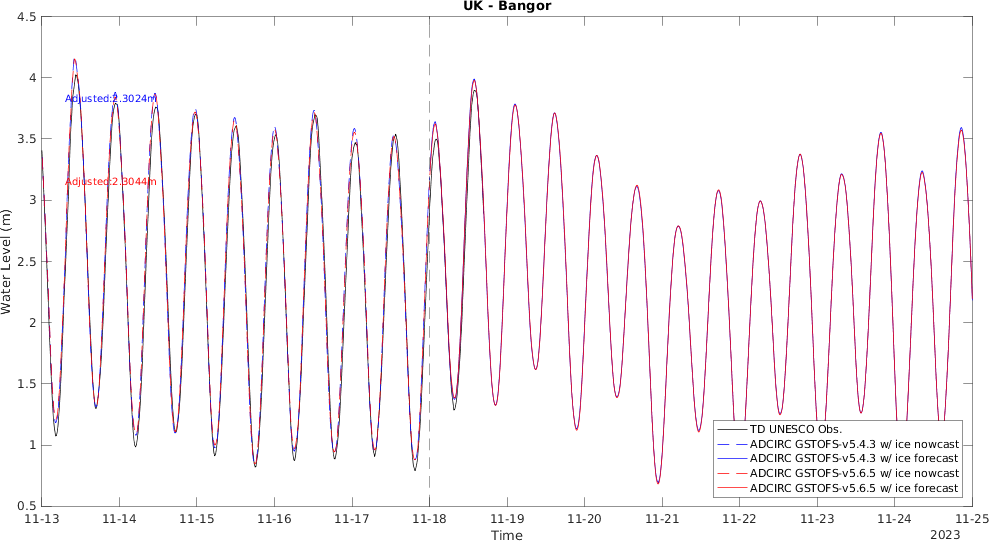 UK - Bangor
4.5
4
3.5
3
2.5
2
1.5
1
0.5
Water Level (m)
Adjusted:2.3024m
Adjusted:2.3044m
TD UNESCO Obs.
ADCIRC GSTOFS-v5.4.3 w/ ice nowcast
ADCIRC GSTOFS-v5.4.3 w/ ice forecast
ADCIRC GSTOFS-v5.6.5 w/ ice nowcast
ADCIRC GSTOFS-v5.6.5 w/ ice forecast
11-13 11-14 11-15 11-16 11-17 11-18 11-19 11-20 11-21 11-22 11-23 11-24 11-25
Time
2023